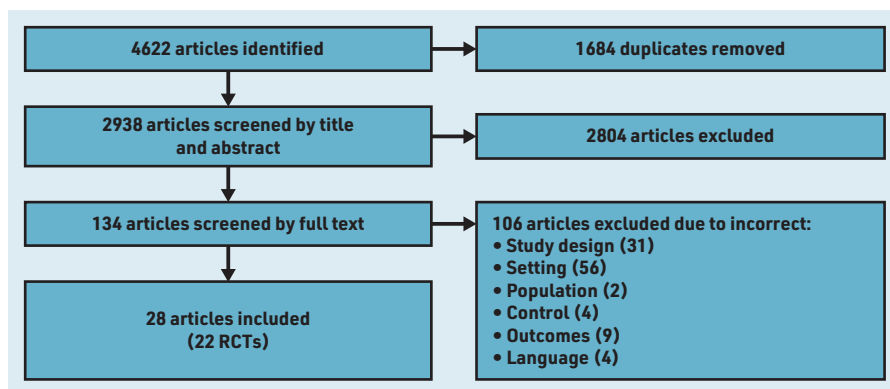 4622 articles identified
1684 duplicates removed
2938 articles screened by title
and abstract
2804 articles excluded
134 articles screened by full text
106 articles excluded due to incorrect:
• Study design (31)
• Setting (56)
• Population (2)
• Control (4)
• Outcomes (9)
• Language (4)
28 articles included
(22 RCTs)